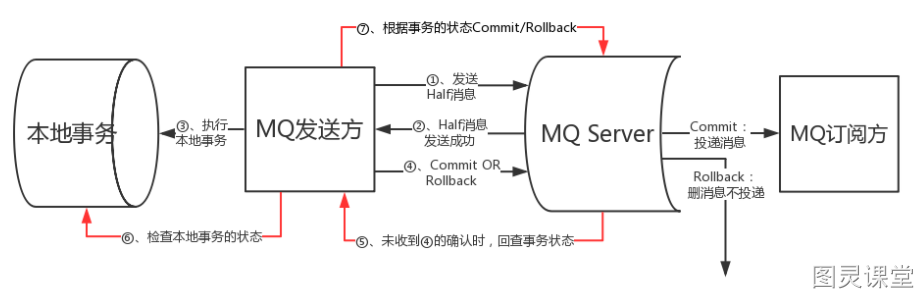 ⑦、根据事务的状态Commit/Rollback
①、发送
Half消息
本地事务
③、执行
本地事务
MQ发送方
②、Half消息
发送成功
MQ Server
Commit：
投递消息
MQ订阅方
④、Commit OR
Rollback
Rollback：
删消息不投递
⑥、检查本地事务的状态
⑤、未收到④的确认时，回查事务状态
图灵课堂